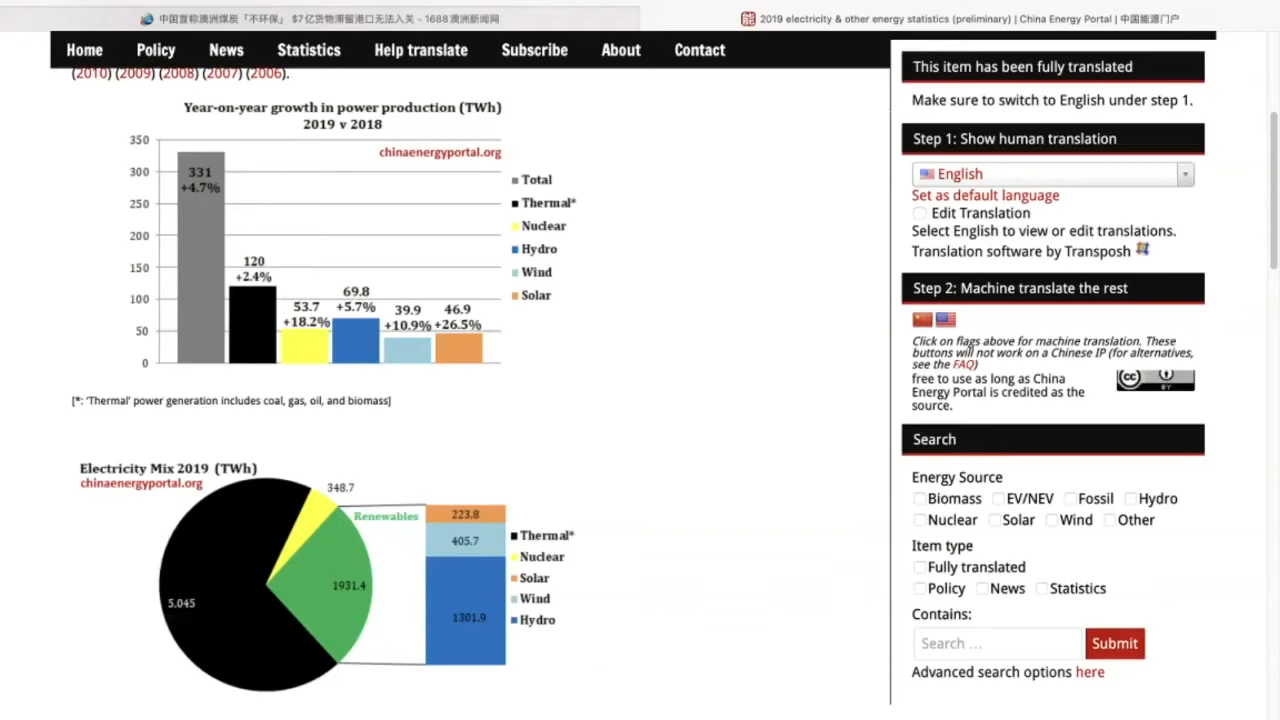 中国宣称澳洲煤炭「不环保」 $7亿货物滞留港口无法入关 - 1688澳洲新闻网
2019 electricity & other energy statistics (preliminary) | China Energy Portal | 中国能源门户
Home Policy News Statistics Help translate Subscribe About Contact
(2010) (2009) (2008) (2007) (2006).
Year-on-year growth in power production (TWh)
2019 v 2018
chinaenergyportal.org
350
300
250
200
150
100
50
0
331
+4.7%
120
+2.4%
53.7
+18.2%
69.8
+5.7%
39.9
+10.9%
46.9
+26.5%
Total
Thermal*
Nuclear
Hydro
Wind
Solar
[*: 'Thermal' power generation includes coal, gas, oil, and biomass]
Electricity Mix 2019 (TWh)
chinaenergyportal.org
348.7
Renewables
1931.4
5.045
223.8
405.7
1301.9
Thermal*
Nuclear
Solar
Wind
Hydro
This item has been fully translated
Make sure to switch to English under step 1.
Step 1: Show human translation
English
Set as default language
Edit Translation
Select English to view or edit translations.
Translation software by Transposh
Step 2: Machine translate the rest
Click on flags above for machine translation. These
buttons will not work on a Chinese IP (for alternatives,
see the FAQ)
free to use as long as China
Energy Portal is credited as the
source.
cc
BY
Search
Energy Source
Biomass EV/NEV Fossil Hydro
Nuclear Solar Wind Other
Item type
Fully translated
Policy News Statistics
Contains:
Search ... Submit
Advanced search options here